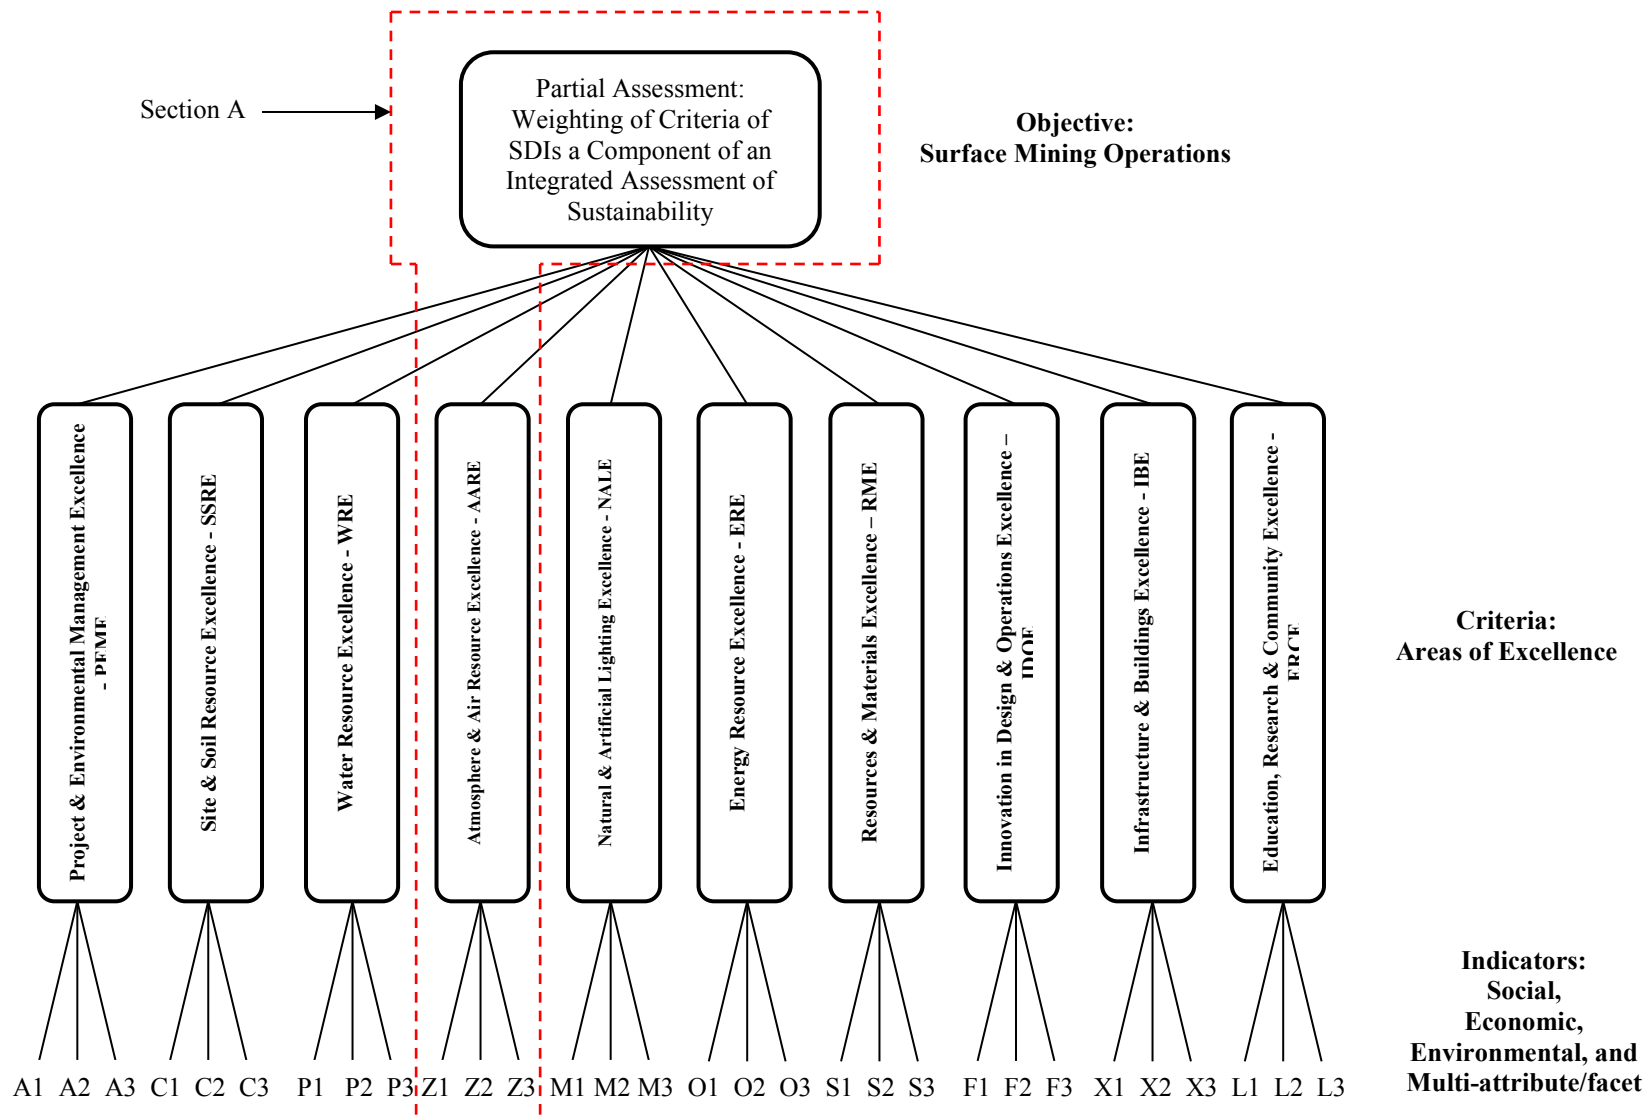 Partial Assessment:
Weighting of Criteria of
SDIs a Component of an
Integrated Assessment of
Sustainability
Section A
Objective:
Surface Mining Operations
Project & Environmental Management Excellence
- PEME
Site & Soil Resource Excellence - SSRE
Water Resource Excellence - WRE
Atmosphere & Air Resource Excellence - AARE
Natural & Artificial Lighting Excellence - NALE
Energy Resource Excellence - ERE
Resources & Materials Excellence – RME
Innovation in Design & Operations Excellence –
IDOE
Infrastructure & Buildings Excellence - IBE
Education, Research & Community Excellence -
ERCE
Criteria:
Areas of Excellence
Indicators:
Social,
Economic,
Environmental, and
Multi-attribute/facet
A1 A2 A3 C1 C2 C3 P1 P2 P3 Z1 Z2 Z3 M1 M2 M3 O1 O2 O3 S1 S2 S3 F1 F2 F3 X1 X2 X3 L1 L2 L3